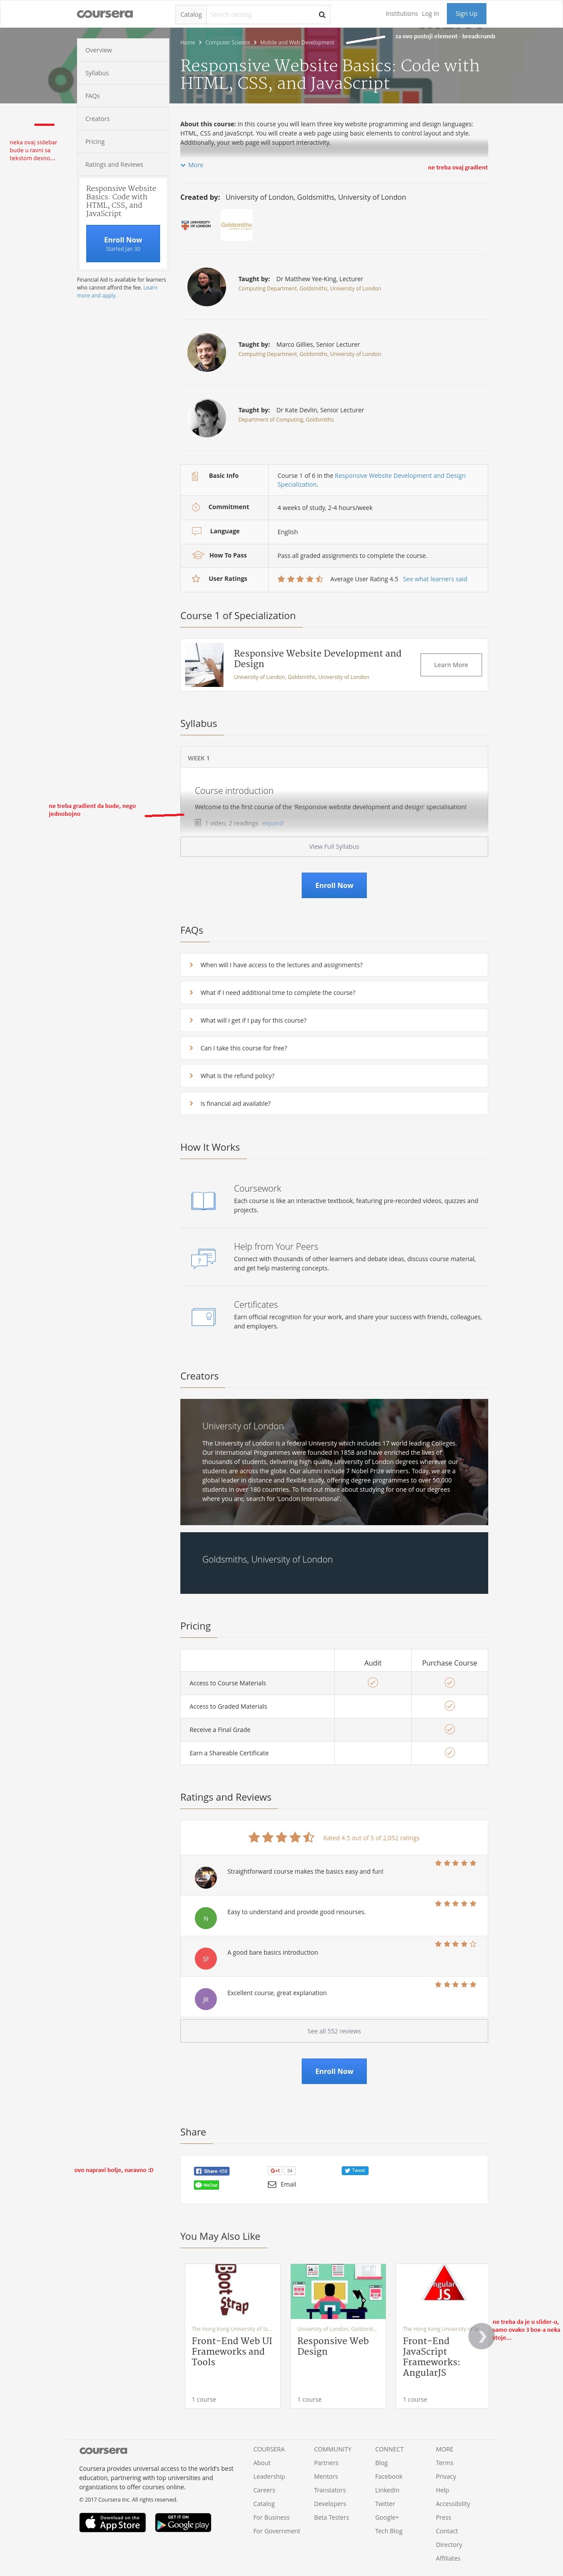 coursera
Catalog
Search catalog
Institutions
Log In
Sign Up
za ovo postoji element - breadcrumb
Home > Computer Science > Mobile and Web Development
Responsive Website Basics: Code with
HTML, CSS, and JavaScript
Overview
Syllabus
FAQs
Creators
Pricing
Ratings and Reviews
neka ovaj sidebar
bude u ravni sa
tekstom desno...
Responsive Website
Basics: Code with
HTML, CSS, and
JavaScript
Enroll Now
Started Jan 30
Financial Aid is available for learners
who cannot afford the fee. Learn
more and apply.
About this course: In this course you will learn three key website programming and design languages:
HTML, CSS and JavaScript. You will create a web page using basic elements to control layout and style.
Additionally, your web page will support interactivity.
More
ne treba ovaj gradient
Created by: University of London, Goldsmiths, University of London
UNIVERSITY
OF LONDON
Goldsmiths
Taught by: Dr Matthew Yee-King, Lecturer
Computing Department, Goldsmiths, University of London
Taught by: Marco Gillies, Senior Lecturer
Computing Department, Goldsmiths, University of London
Taught by: Dr Kate Devlin, Senior Lecturer
Department of Computing, Goldsmiths
Basic Info
Course 1 of 6 in the Responsive Website Development and Design
Specialization.
Commitment
4 weeks of study, 2-4 hours/week
Language
English
How To Pass
Pass all graded assignments to complete the course.
User Ratings
Average User Rating 4.5 See what learners said
Course 1 of Specialization
Responsive Website Development and
Design
University of London, Goldsmiths, University of London
Learn More
Syllabus
WEEK 1
Course introduction
Welcome to the first course of the 'Responsive website development and design' specialisation!
1 video, 2 readings expand
ne treba gradient da bude, nego
jednobojno
View Full Syllabus
Enroll Now
FAQs
When will I have access to the lectures and assignments?
What if I need additional time to complete the course?
What will I get if I pay for this course?
Can I take this course for free?
What is the refund policy?
Is financial aid available?
How It Works
Coursework
Each course is like an interactive textbook, featuring pre-recorded videos, quizzes and
projects.
Help from Your Peers
Connect with thousands of other learners and debate ideas, discuss course material,
and get help mastering concepts.
Certificates
Earn official recognition for your work, and share your success with friends, colleagues,
and employers.
Creators
University of London
The University of London is a federal University which includes 17 world leading Colleges.
Our International Programmes were founded in 1858 and have enriched the lives of
thousands of students, delivering high quality University of London degrees wherever our
students are across the globe. Our alumni include 7 Nobel Prize winners. Today, we are a
global leader in distance and flexible study, offering degree programmes to over 50,000
students in over 180 countries. To find out more about studying for one of our degrees
where you are, search for 'London International'.
Goldsmiths, University of London
Pricing
Audit
Purchase Course
Access to Course Materials
Access to Graded Materials
Receive a Final Grade
Earn a Shareable Certificate
Ratings and Reviews
Rated 4.5 out of 5 of 2,052 ratings
Straightforward course makes the basics easy and fun!
N
Easy to understand and provide good resourses.
SF
A good bare basics introduction
JR
Excellent course, great explanation
See all 552 reviews
Enroll Now
Share
ovo napravi bolje, naravno :D
Share
G+1 34
Tweet
WeChat
Email
You May Also Like
Boot
Strap
The Hong Kong University of Sc...
Front-End Web UI
Frameworks and
Tools
1 course
University of London, Goldsmit...
Responsive Web
Design
1 course
ngular
JS
The Hong Kong University
Front-End
JavaScript
Frameworks:
AngularJS
1 course
ne treba da je u slider-u,
samo ovako 3 box-a neka
stoje...
coursera
Coursera provides universal access to the world's best
education, partnering with top universities and
organizations to offer courses online.
© 2017 Coursera Inc. All rights reserved.
Download on the
App Store
GET IT ON
Google play
COURSERA
About
Leadership
Careers
Catalog
For Business
For Government
COMMUNITY
Partners
Mentors
Translators
Developers
Beta Testers
CONNECT
Blog
Facebook
LinkedIn
Twitter
Google+
Tech Blog
MORE
Terms
Privacy
Help
Accessibility
Press
Contact
Directory
Affiliates